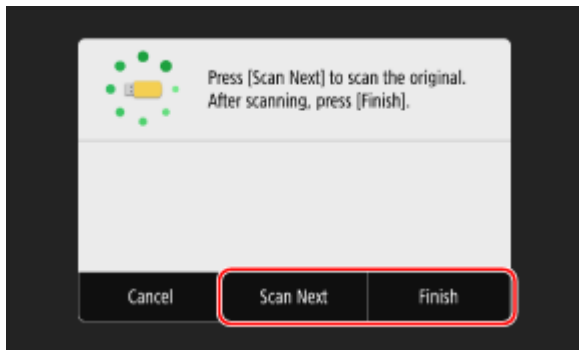 Press [Scan Next] to scan the original.
After scanning, press [Finish].
Cancel Scan Next Finish